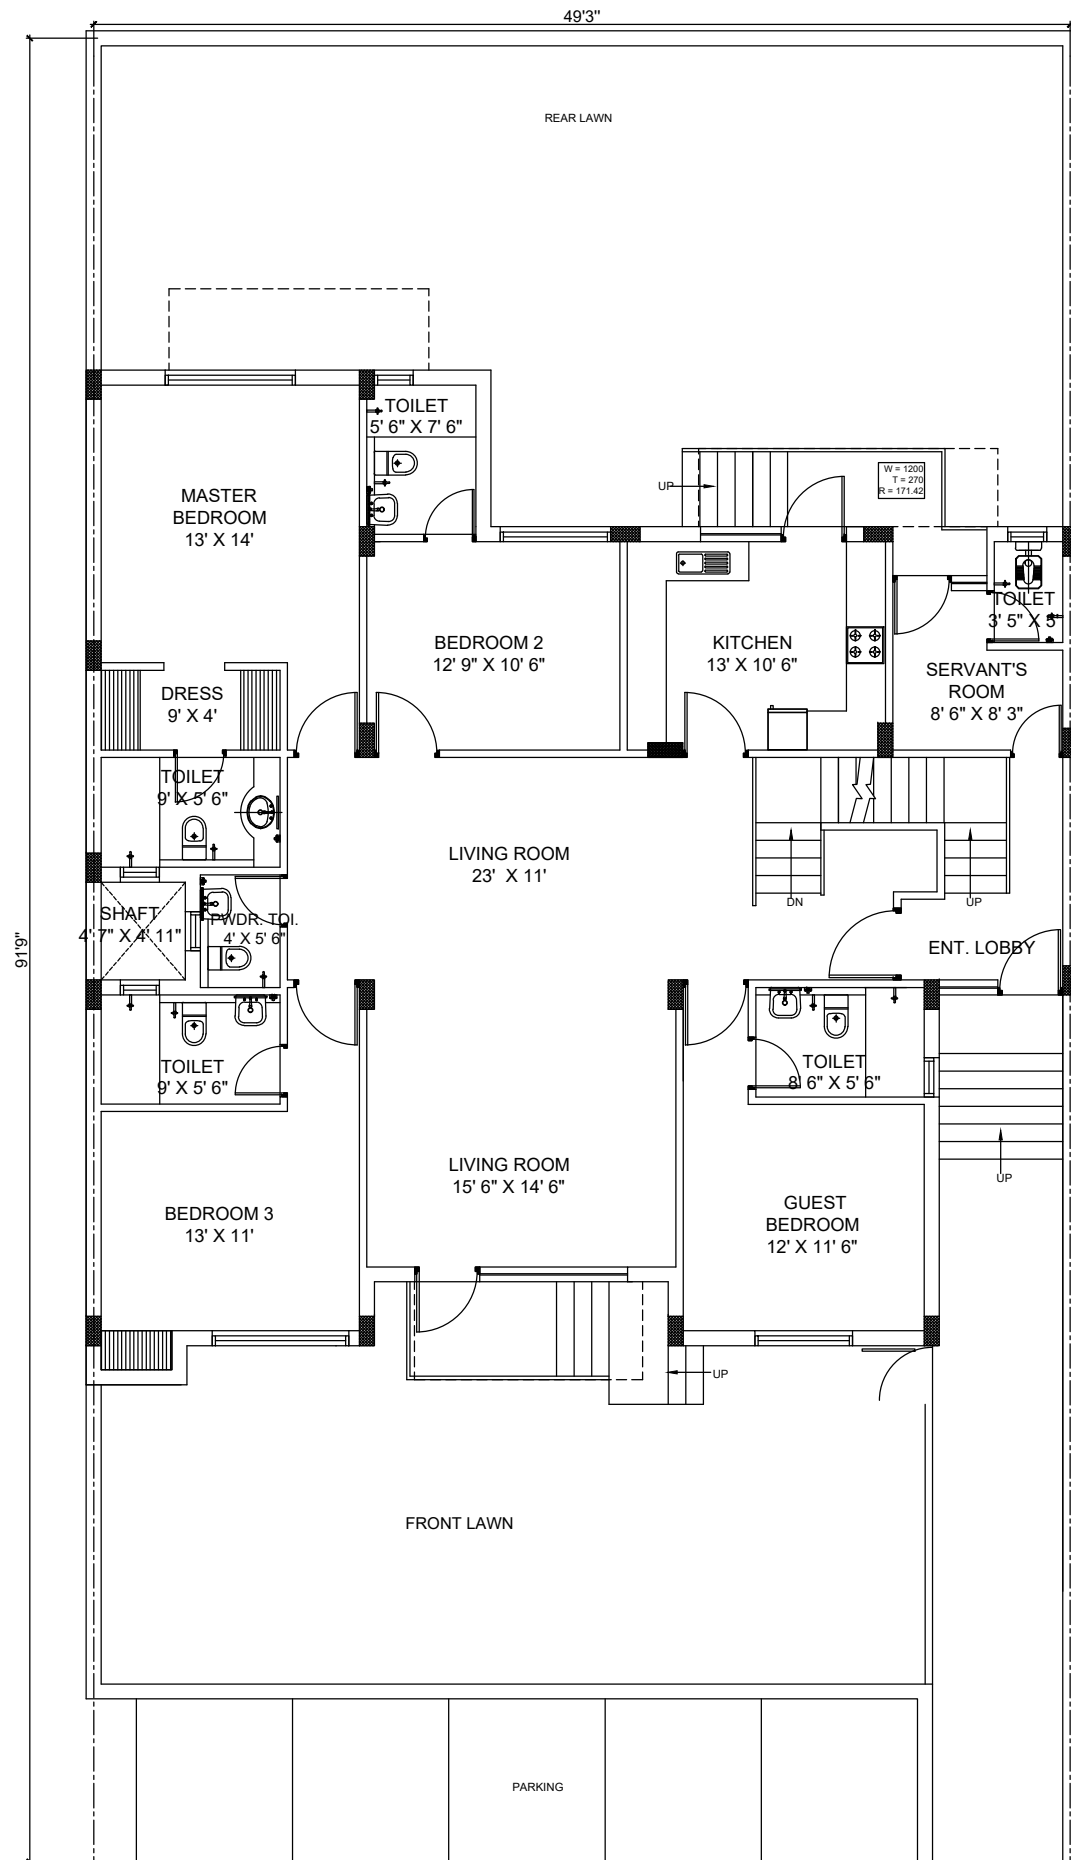 49'3"
REAR LAWN
TOILET
5' 6" X 7' 6"
MASTER
BEDROOM
13' X 14'
UP
W = 1200
T = 270
R = 171.42
BEDROOM 2
12' 9" X 10' 6"
KITCHEN
13' X 10' 6"
TOILET
3' 5" X 5'
SERVANT'S
ROOM
8' 6" X 8' 3"
DRESS
9' X 4'
TOILET
9' X 5' 6"
LIVING ROOM
23' X 11'
DN
UP
SHAFT
4' 7" X 4' 11"
PWDR. TOI.
4' X 5' 6"
ENT. LOBBY
91'9"
TOILET
9' X 5' 6"
TOILET
8' 6" X 5' 6"
LIVING ROOM
15' 6" X 14' 6"
UP
BEDROOM 3
13' X 11'
GUEST
BEDROOM
12' X 11' 6"
UP
FRONT LAWN
PARKING